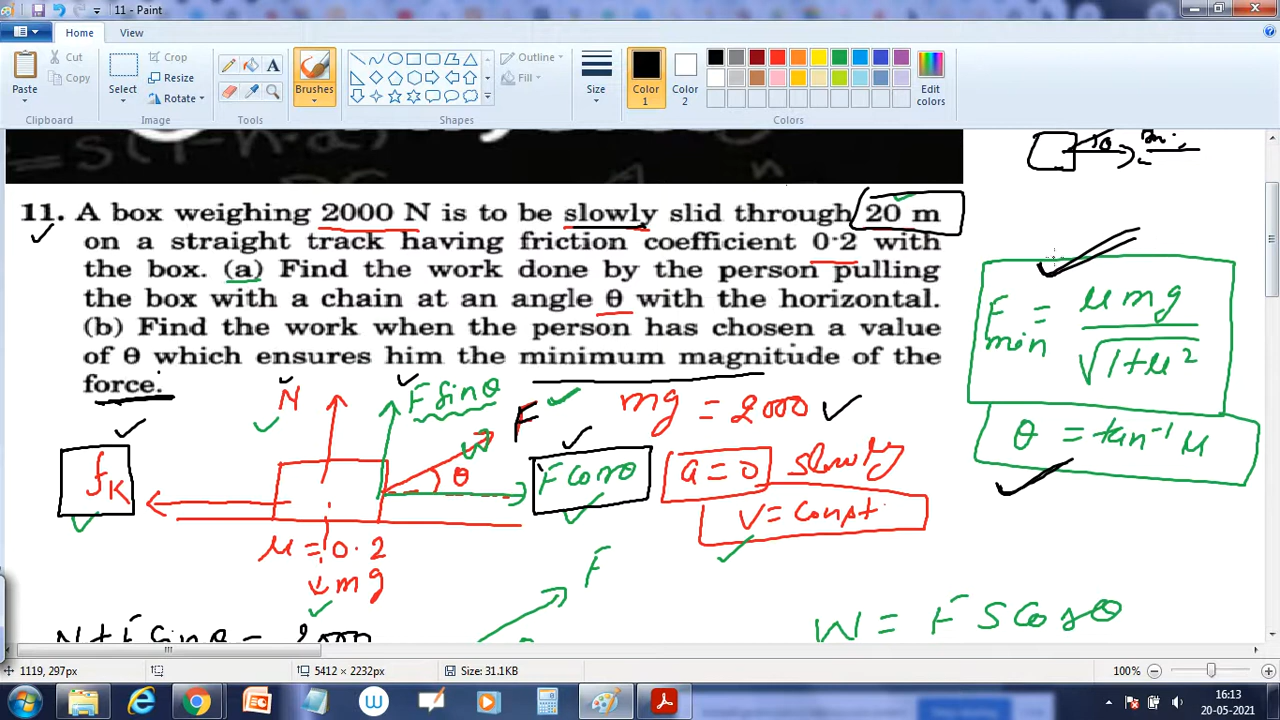 11 - Paint
Home
View
Paste
Cut
Copy
Clipboard
Select
Crop
Resize
Rotate
Image
Tools
Brushes
Outline
Fill
Shapes
Size
Color 1
Color 2
Edit colors
Colors
11. A box weighing 2000 N is to be slowly slid through 20 m
on a straight track having friction coefficient 0·2 with
the box. (a) Find the work done by the person pulling
the box with a chain at an angle θ with the horizontal.
(b) Find the work when the person has chosen a value
of θ which ensures him the minimum magnitude of the
force.
θ
F min = μmg / √1+μ²
θ = tan⁻¹ μ
N
F sinθ
F
mg = 2000
fK
θ
F cosθ
a = 0 slowly
v = const
μ = 0.2
mg
F
N + F sinθ = 2000
W = F S Cosθ
1119, 297px
5412 × 2232px
Size: 31.1KB
100%
16:13
20-05-2021